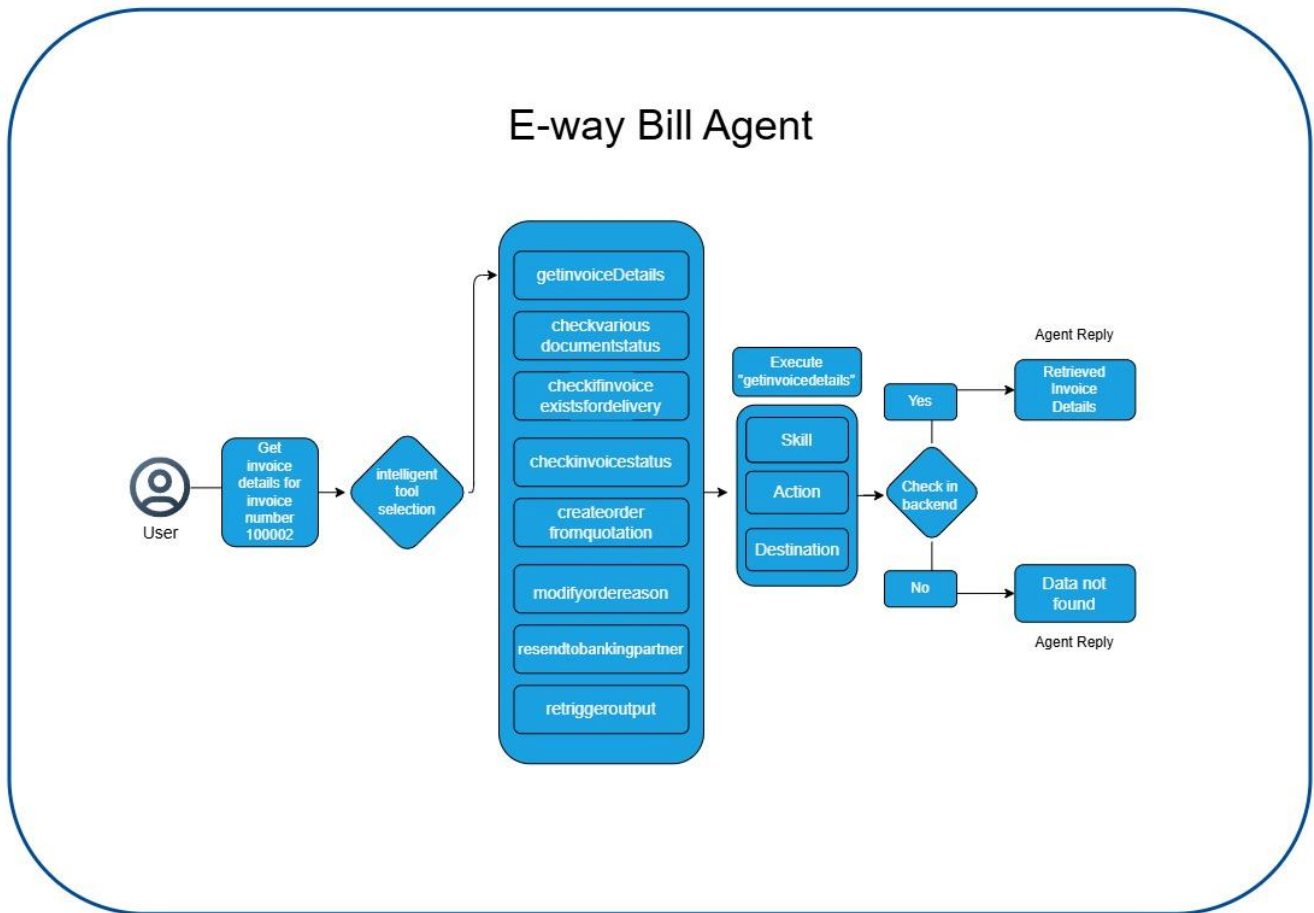 E-way Bill Agent
User
Get
invoice
details for
invoice
number
100002
intelligent
tool
selection
getinvoiceDetails
checkvarious
documentstatus
checkifinvoice
existsfordelivery
checkinvoicestatus
createorder
fromquotation
modifyordereason
resendtobankingpartner
retriggeroutput
Execute
"getinvoicedetails"
Skill
Action
Destination
Check in
backend
Yes
Agent Reply
Retrieved
Invoice
Details
No
Data not
found
Agent Reply